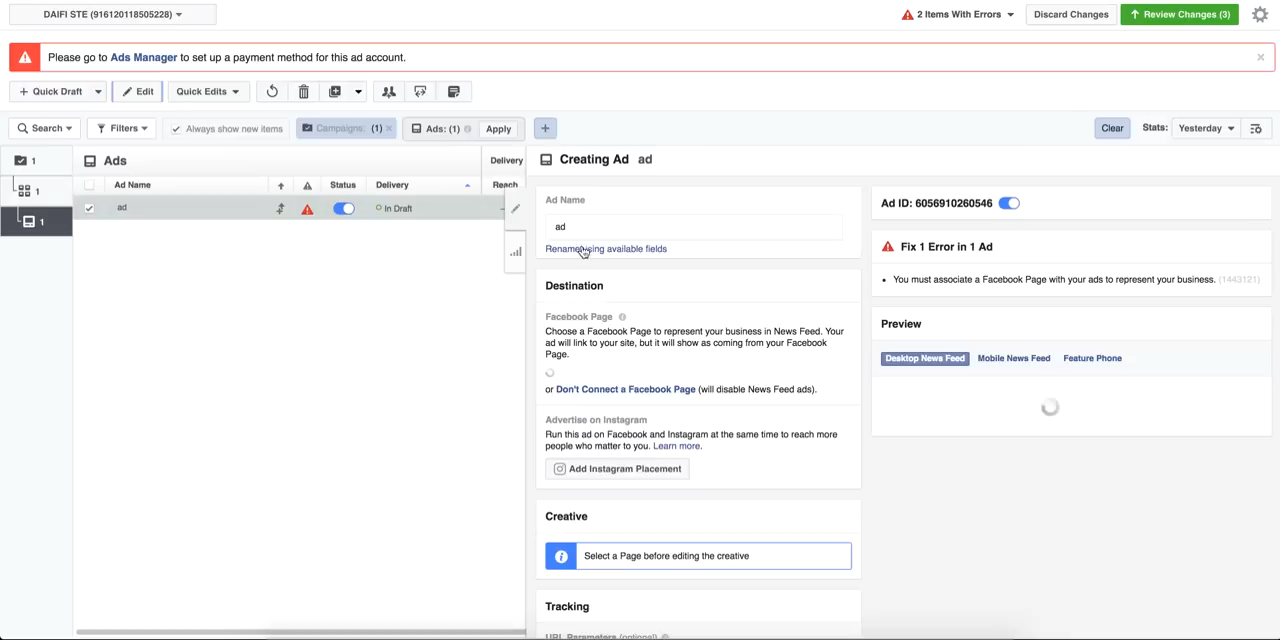 DAIFI STE (916120118505228)
2 Items With Errors
Discard Changes
Review Changes (3)
Please go to Ads Manager to set up a payment method for this ad account.
Quick Draft
Edit
Quick Edits
Search
Filters
Always show new items
Campaigns: (1)
Ads: (1)
Apply
Clear
Stats:
Yesterday
1
Ads
Delivery
Creating Ad ad
Ad Name
Status
Delivery
Reach
1
ad
In Draft
1
Ad Name
ad
Rename using available fields
Destination
Facebook Page
Choose a Facebook Page to represent your business in News Feed. Your
ad will link to your site, but it will show as coming from your Facebook
Page.
or Don't Connect a Facebook Page (will disable News Feed ads).
Advertise on Instagram
Run this ad on Facebook and Instagram at the same time to reach more
people who matter to you. Learn more.
Add Instagram Placement
Creative
Select a Page before editing the creative
Tracking
URL Parameters (optional)
Ad ID: 6056910260546
Fix 1 Error in 1 Ad
You must associate a Facebook Page with your ads to represent your business. (1443121)
Preview
Desktop News Feed
Mobile News Feed
Feature Phone